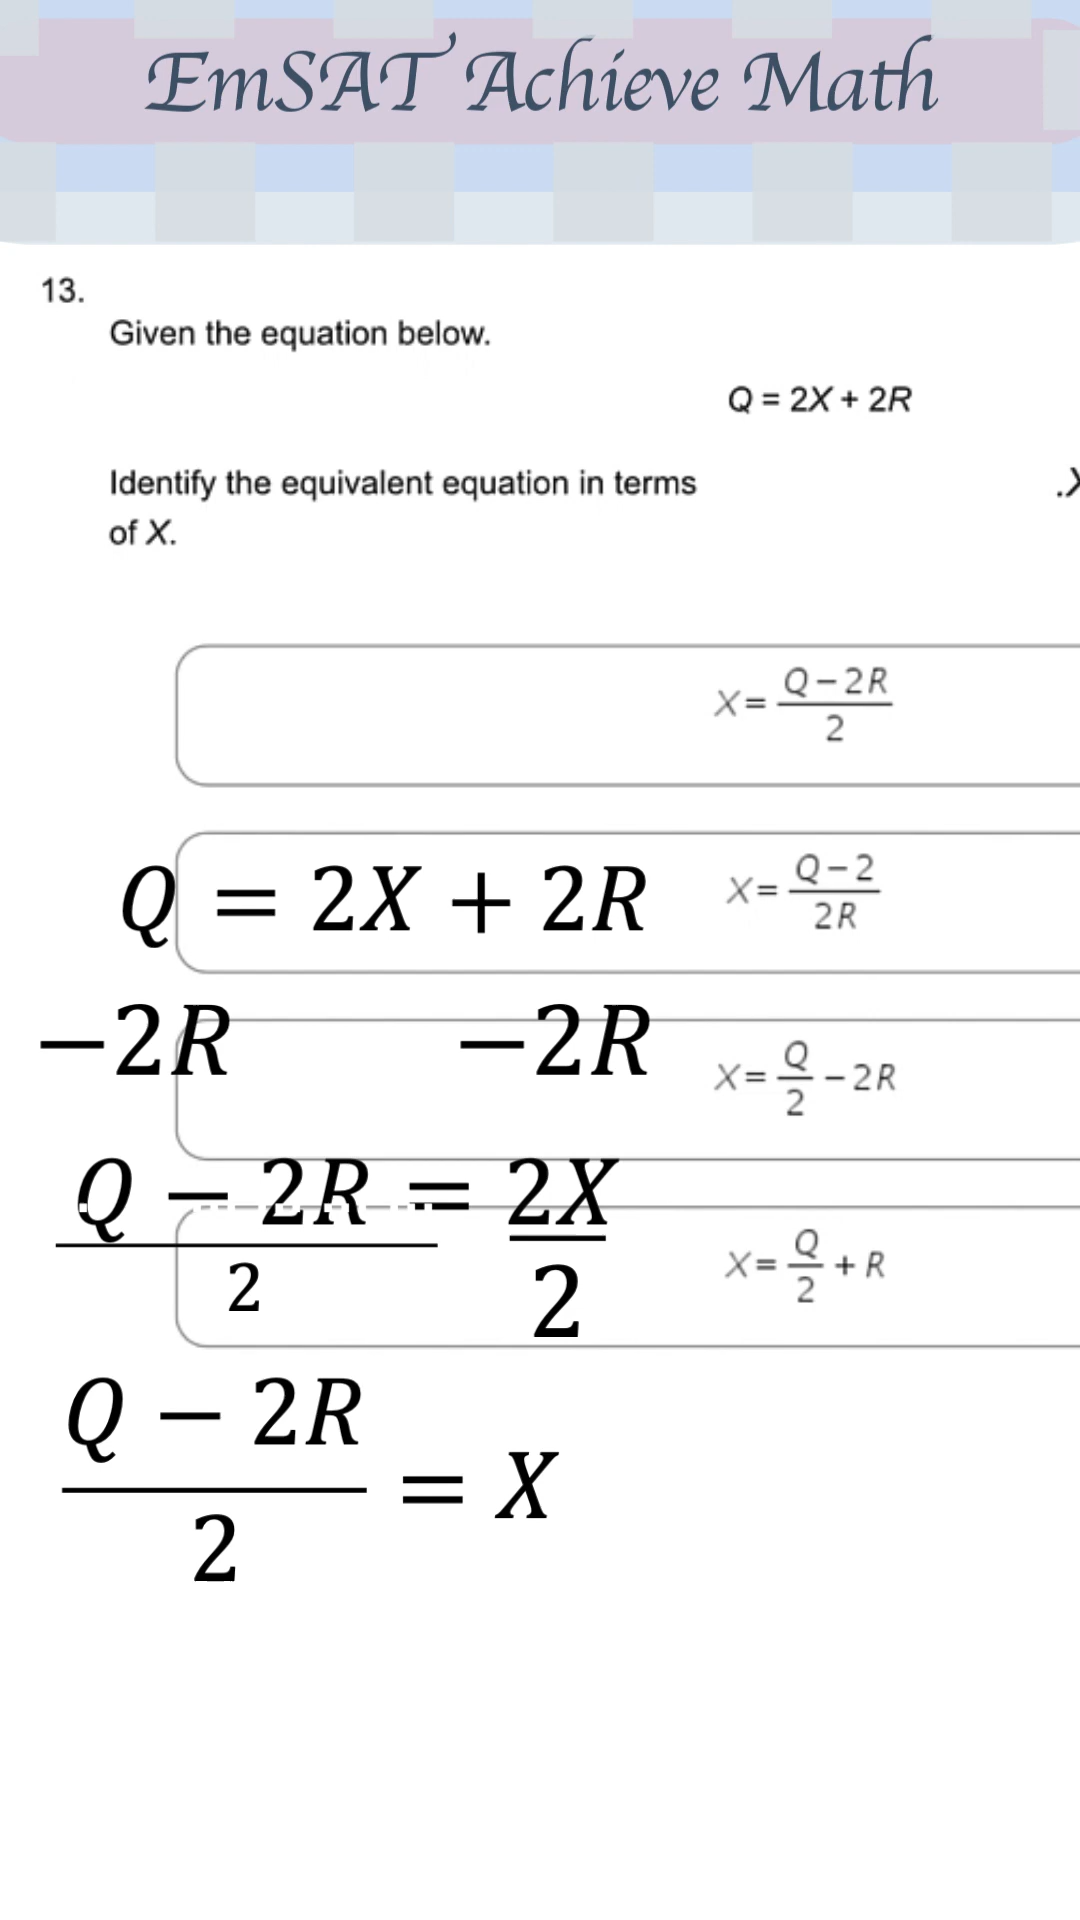 EmSAT Achieve Math
13.
Given the equation below.
Q = 2X + 2R
Identify the equivalent equation in terms
of X.
X = (Q − 2R)/2
X = (Q − 2)/2R
X = Q/2 − 2R
X = Q/2 + R
Q = 2X + 2R
−2R −2R
(Q − 2R)/2 = 2X/2
(Q − 2R)/2 = X